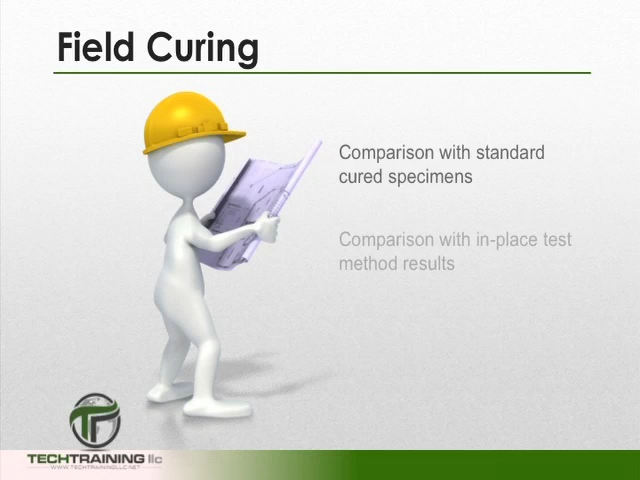 Field Curing
Comparison with standard
cured specimens
Comparison with in-place test
method results
TECHTRAINING llc
WWW.TECHTRAININGLLC.NET